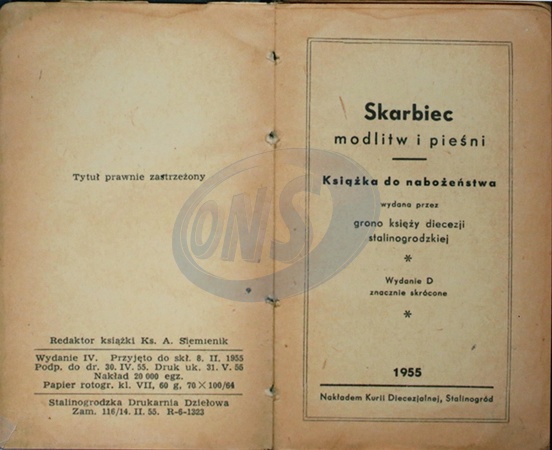 Tytuł prawnie zastrzeżony
Redaktor książki Ks. A. Siemienik
Wydanie IV. Przyjęto do skł. 8. II. 1955
Podp. do dr. 30. IV. 55. Druk uk. 31. V. 55
Nakład 20 000 egz.
Papier rotogr. kl. VII, 60 g, 70 × 100/64
Stalinogrodzka Drukarnia Dziełowa
Zam. 116/14. II. 55. R-6-1323
Skarbiec
modlitw i pieśni
Książka do nabożeństwa
wydana przez
grono księży diecezji
stalinogrodzkiej
*
Wydanie D
znacznie skrócone
*
1955
Nakładem Kurii Diecezjalnej, Stalinogród
ONS